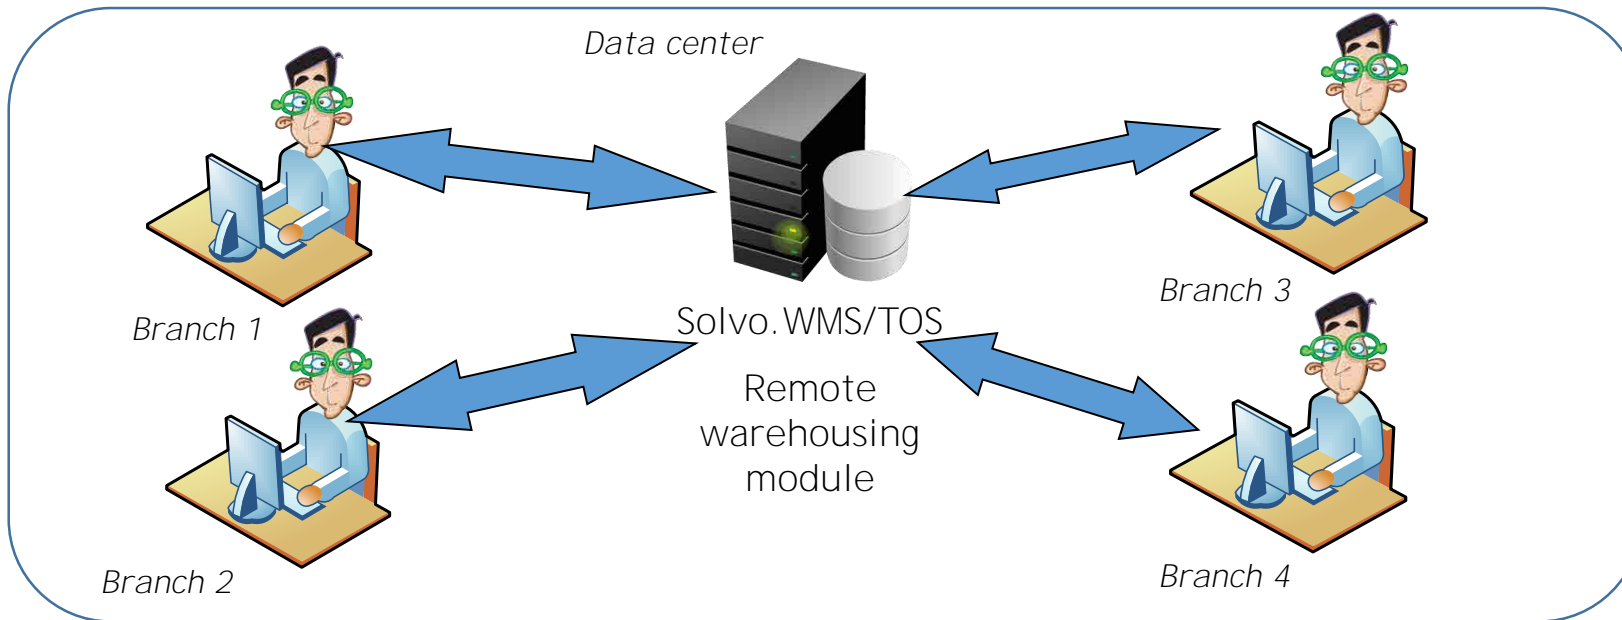 Data center
Branch 1
Branch 3
Solvo.WMS/TOS
Remote
warehousing
module
Branch 2
Branch 4